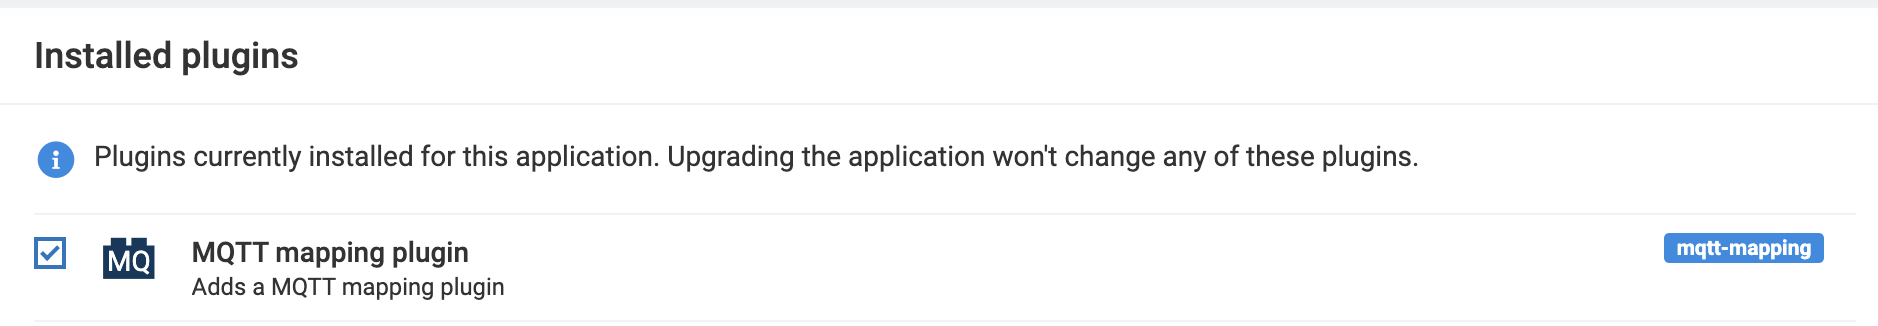 Installed plugins
Plugins currently installed for this application. Upgrading the application won't change any of these plugins.
MQ
MQTT mapping plugin
mqtt-mapping
Adds a MQTT mapping plugin